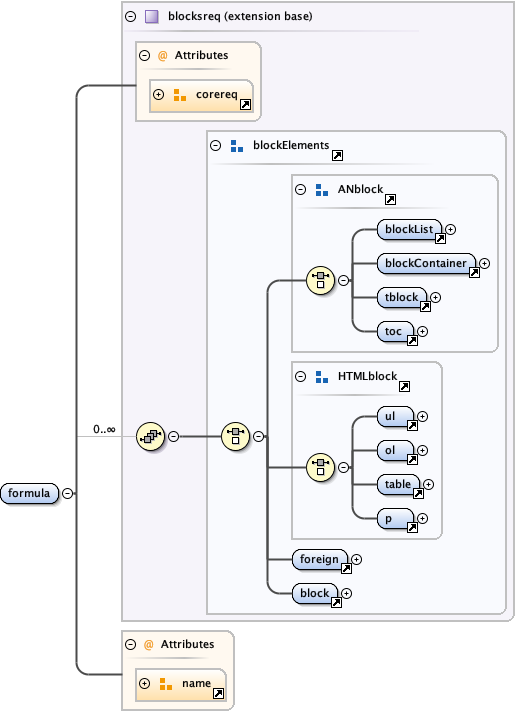 blocksreq (extension base)
@ Attributes
corereq
blockElements
ANblock
blockList
blockContainer
tblock
toc
HTMLblock
ul
0..∞
ol
table
formula
p
foreign
block
@ Attributes
name